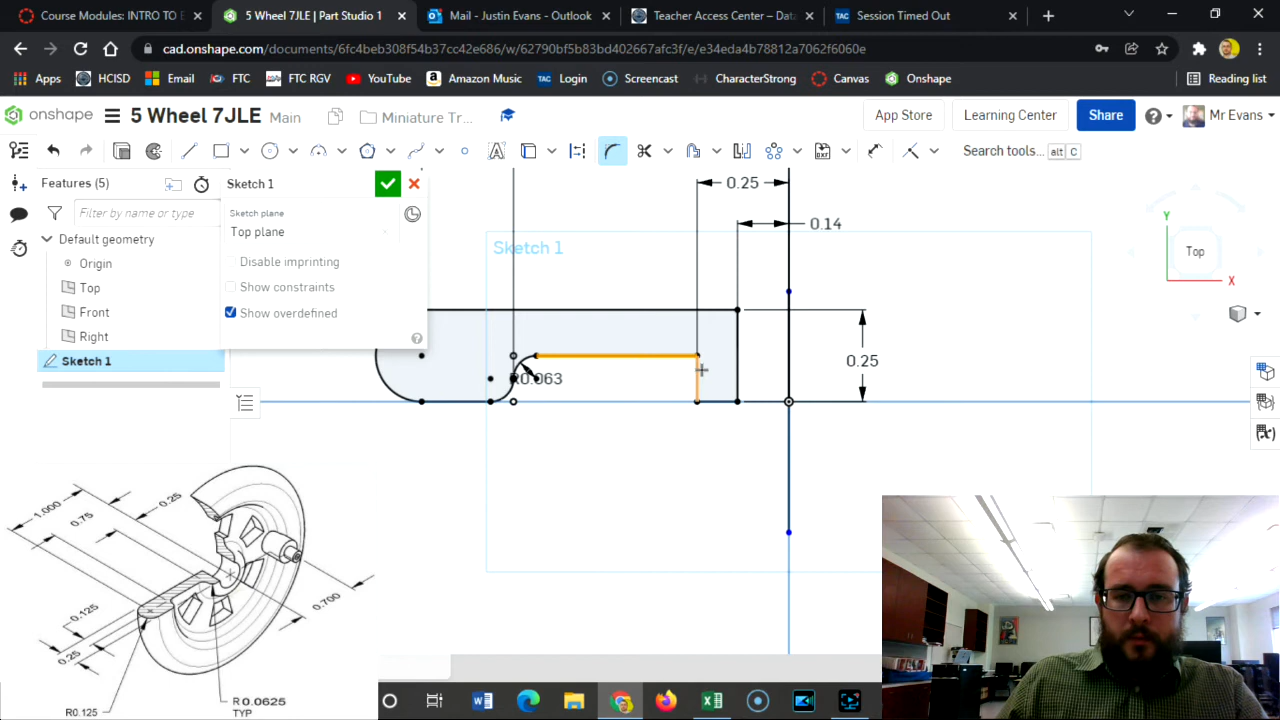 Course Modules: INTRO TO E
5 Wheel 7JLE | Part Studio 1
Mail - Justin Evans - Outlook
Teacher Access Center – Data
TAC Session Timed Out
cad.onshape.com/documents/6fc4beb308f54b37cc42e686/w/62790bf5b83bd402667afc3f/e/e34eda4b78812a7062f6060e
Apps
HCISD
Email
FTC
FTC RGV
YouTube
Amazon Music
TAC Login
Screencast
CharacterStrong
Canvas
Onshape
Reading list
onshape
5 Wheel 7JLE
Main
Miniature Tr...
App Store
Learning Center
Share
Mr Evans
Search tools...
alt C
Features (5)
Filter by name or type
Default geometry
Origin
Top
Front
Right
Sketch 1
Sketch 1
Sketch plane
Top plane
Disable imprinting
Show constraints
Show overdefined
Sketch 1
0.25
0.14
0.25
R0.063
Y
Top
X
1.000
0.75
0.25
0.125
0.25
0.700
R0.125
R0.0625
TYP